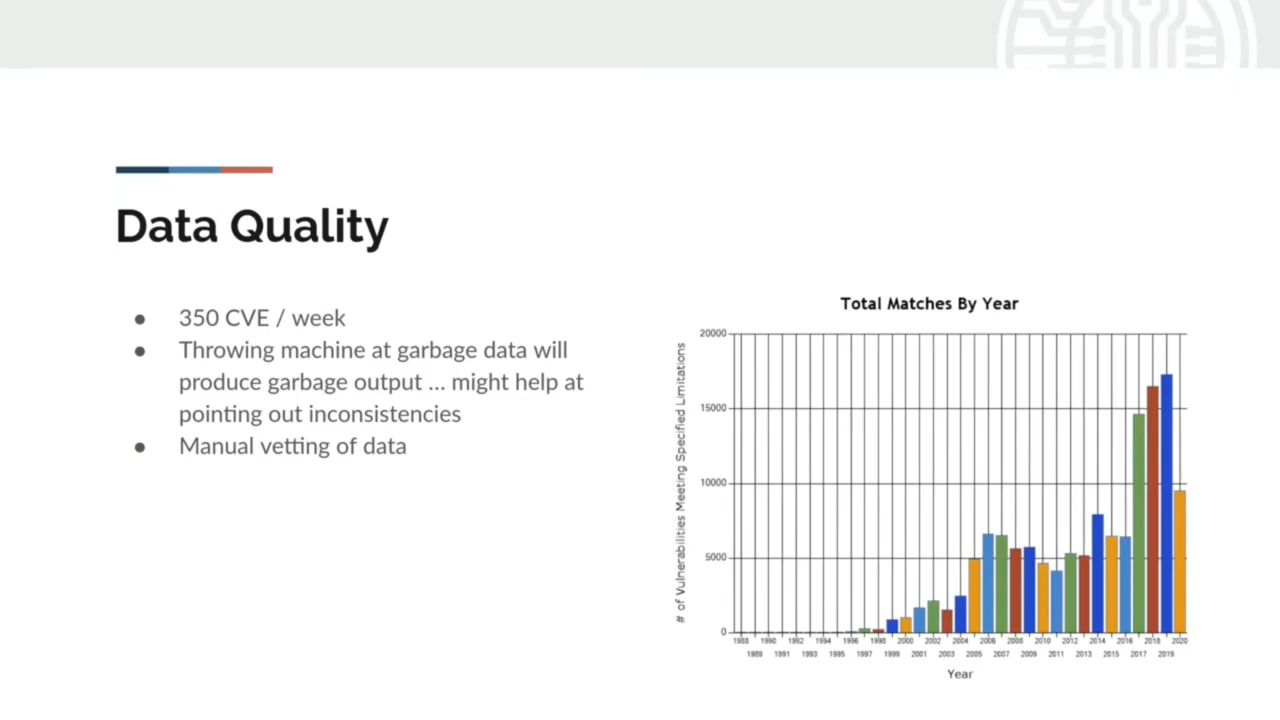 Data Quality
● 350 CVE / week
● Throwing machine at garbage data will
produce garbage output ... might help at
pointing out inconsistencies
● Manual vetting of data
Total Matches By Year
# of Vulnerabilities Meeting Specified Limitations
20000
15000
10000
5000
0
1988 1990 1992 1994 1996 1998 2000 2002 2004 2006 2008 2010 2012 2014 2016 2018 2020
1989 1991 1993 1995 1997 1999 2001 2003 2005 2007 2009 2011 2013 2015 2017 2019
Year